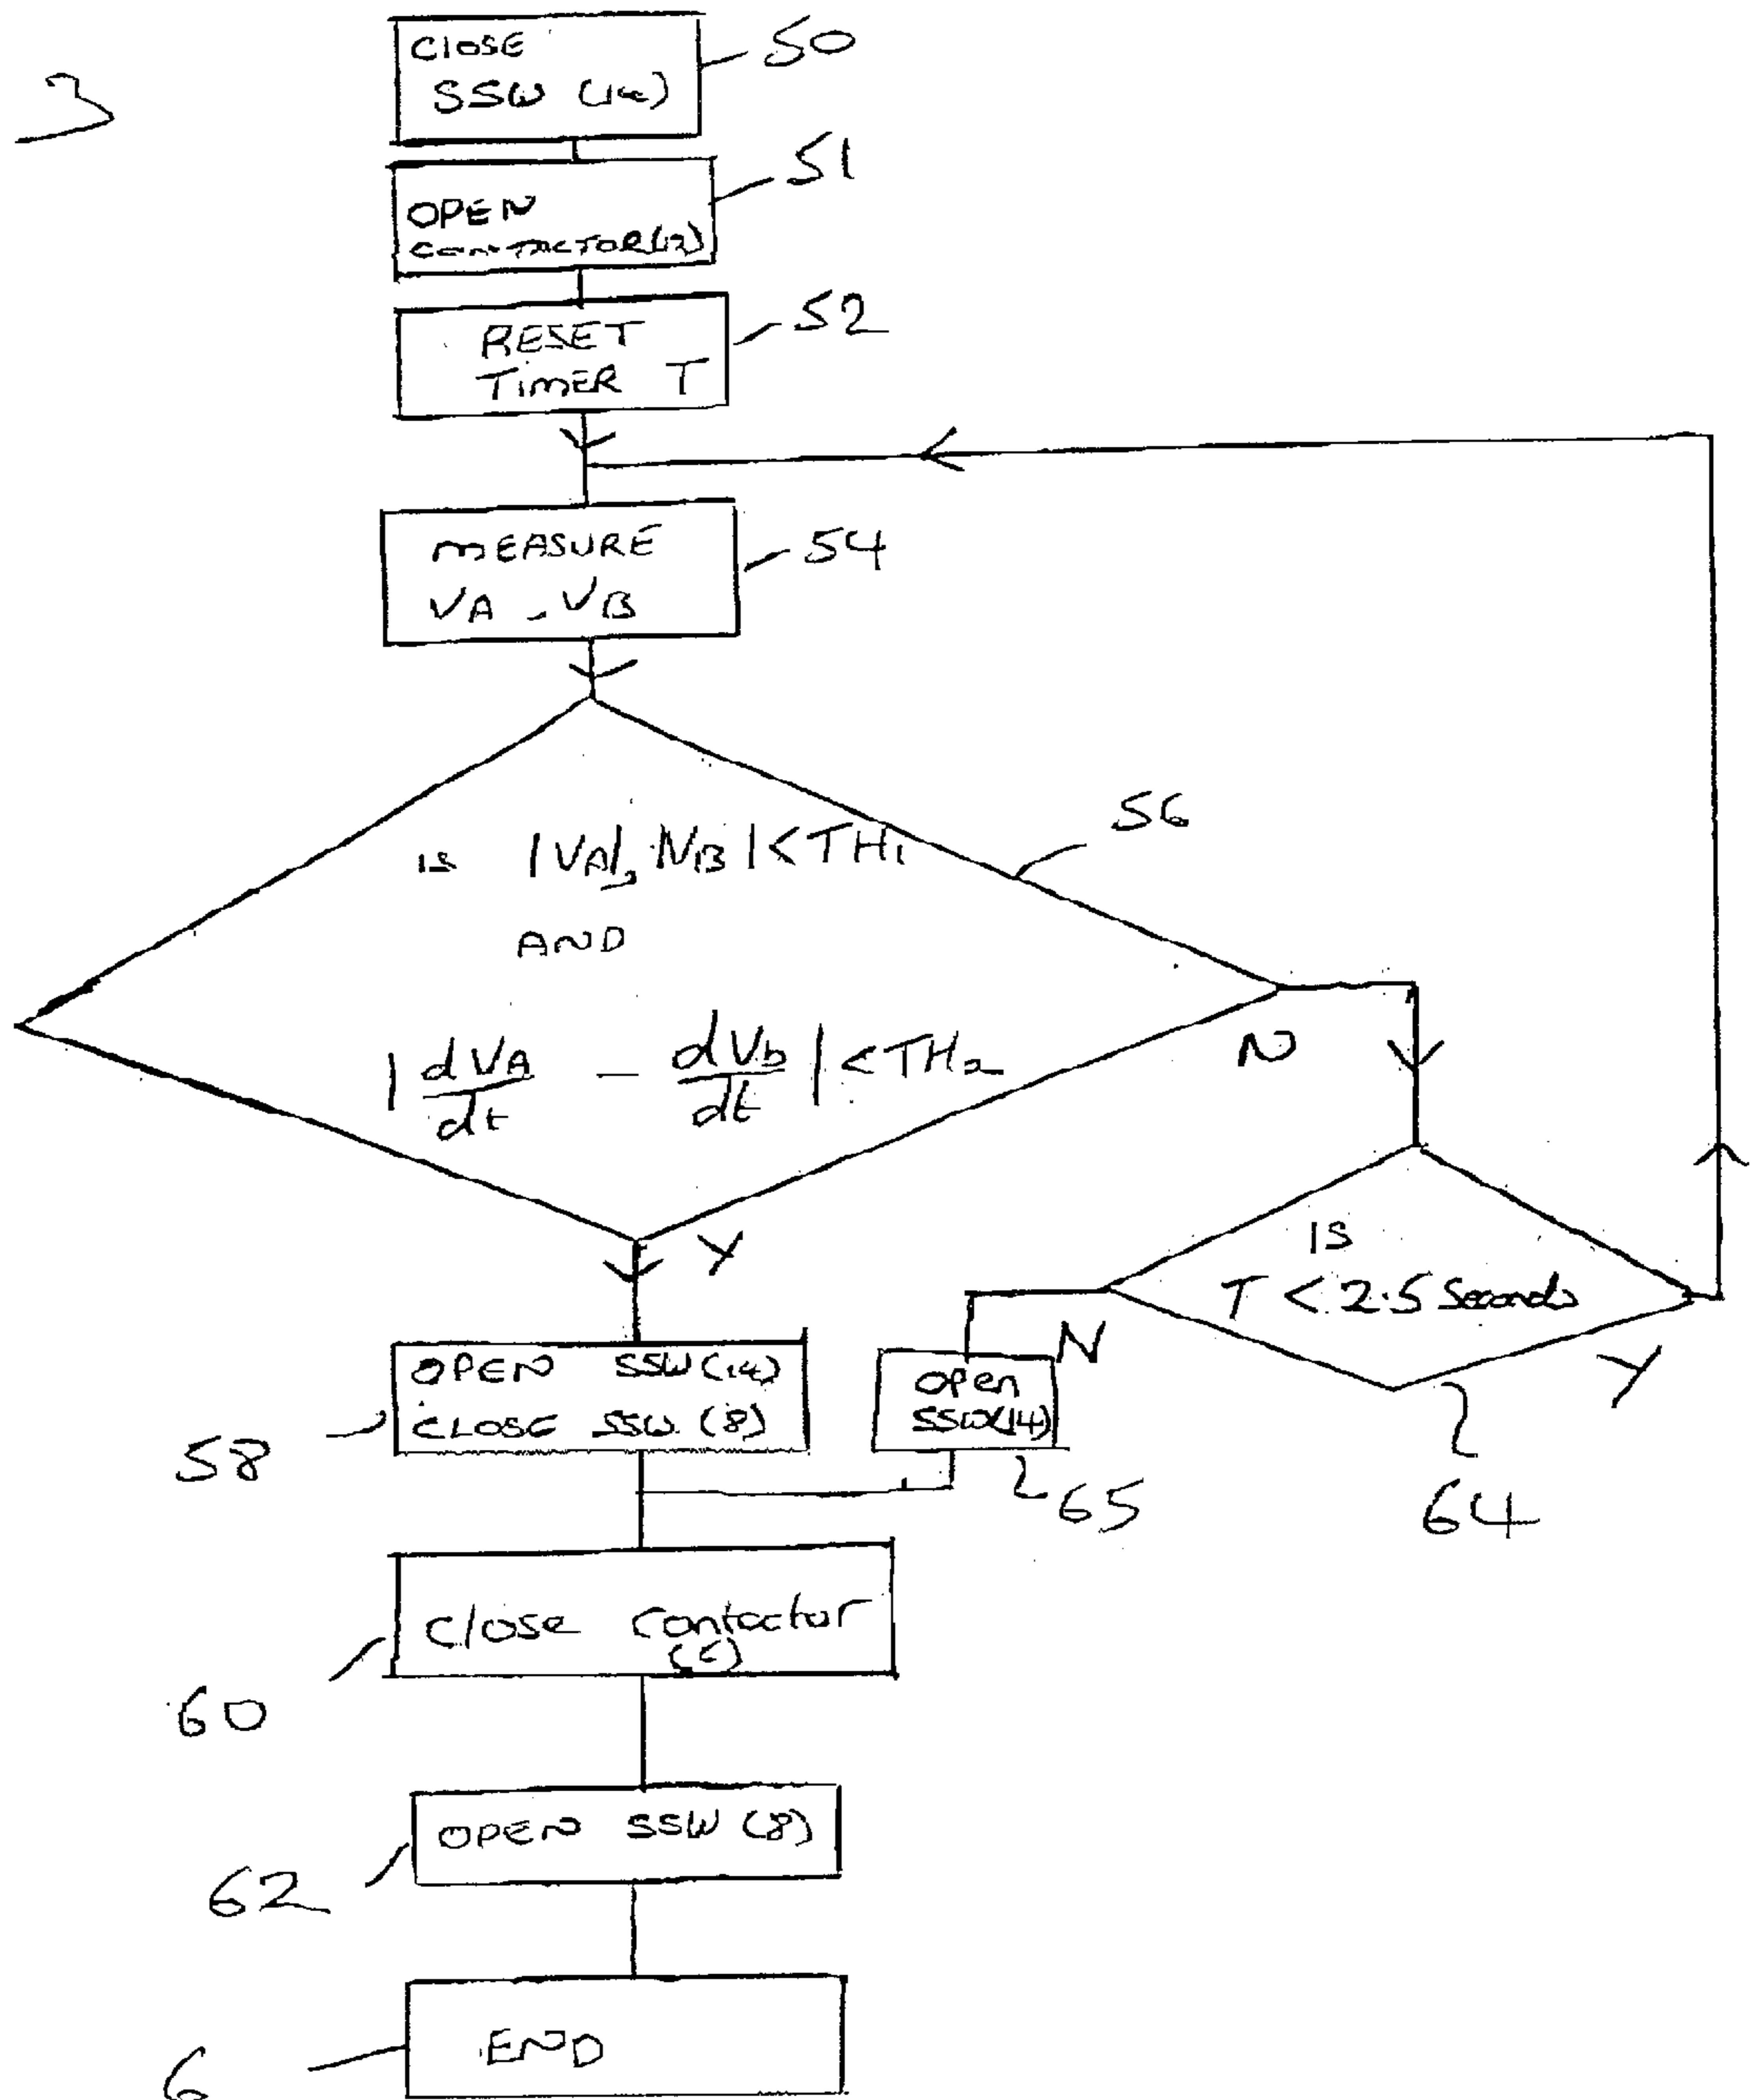 3
CLOSE
SSW (14)
50
OPEN
CONTACTOR (12)
51
RESET
TIMER T
52
MEASURE
VA - VB
54
IS |VA|, |VB| < TH1
AND
| dVA/dt - dVb/dt | < TH2
56
N
Y
IS
T < 2.5 Seconds
N
Y
64
OPEN SSW (14)
CLOSE SSW (8)
58
Open
SSW(14)
65
Close Contactor
60
OPEN SSW (8)
62
END
6